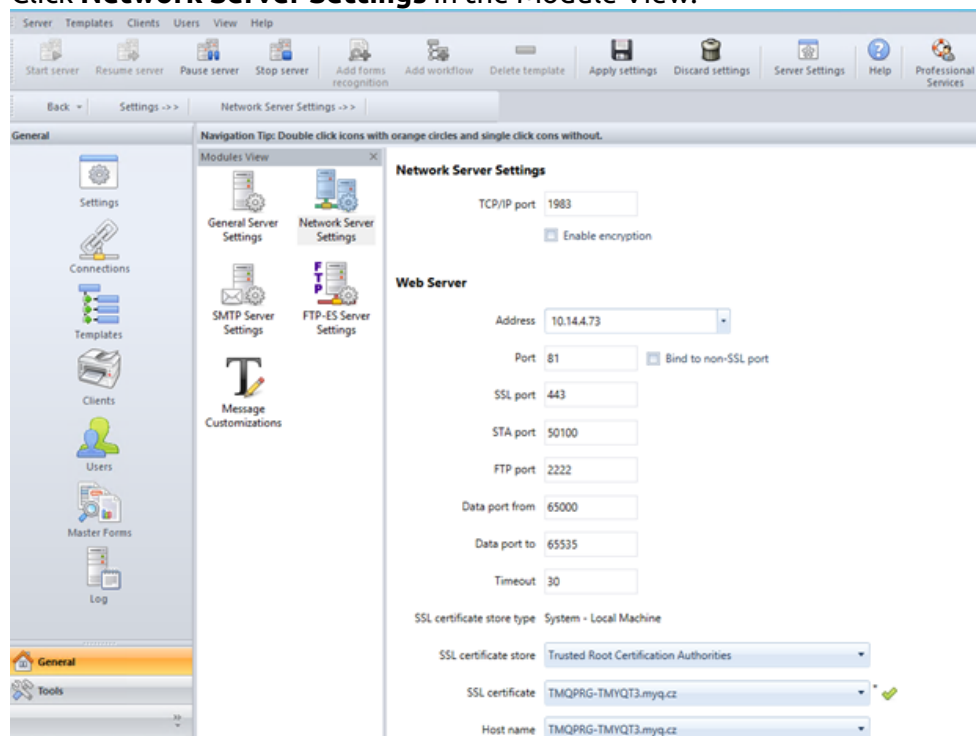 Click Network Server Settings in the Module View.
Server Templates Clients Users View Help
Start server Resume server Pause server Stop server Add forms recognition Add workflow Delete template Apply settings Discard settings Server Settings Help Professional Services
Back Settings ->> Network Server Settings ->>
General
Navigation Tip: Double click icons with orange circles and single click cons without.
Settings
Connections
Templates
Clients
Users
Master Forms
Log
General
Tools
Modules View
General Server Settings
Network Server Settings
SMTP Server Settings
FTP
FTP-ES Server Settings
Message Customizations
Network Server Settings
TCP/IP port 1983
Enable encryption
Web Server
Address 10.14.4.73
Port 81 Bind to non-SSL port
SSL port 443
STA port 50100
FTP port 2222
Data port from 65000
Data port to 65535
Timeout 30
SSL certificate store type System - Local Machine
SSL certificate store Trusted Root Certification Authorities
SSL certificate TMQPRG-TMYQT3.myq.cz *
Host name TMQPRG-TMYQT3.myq.cz